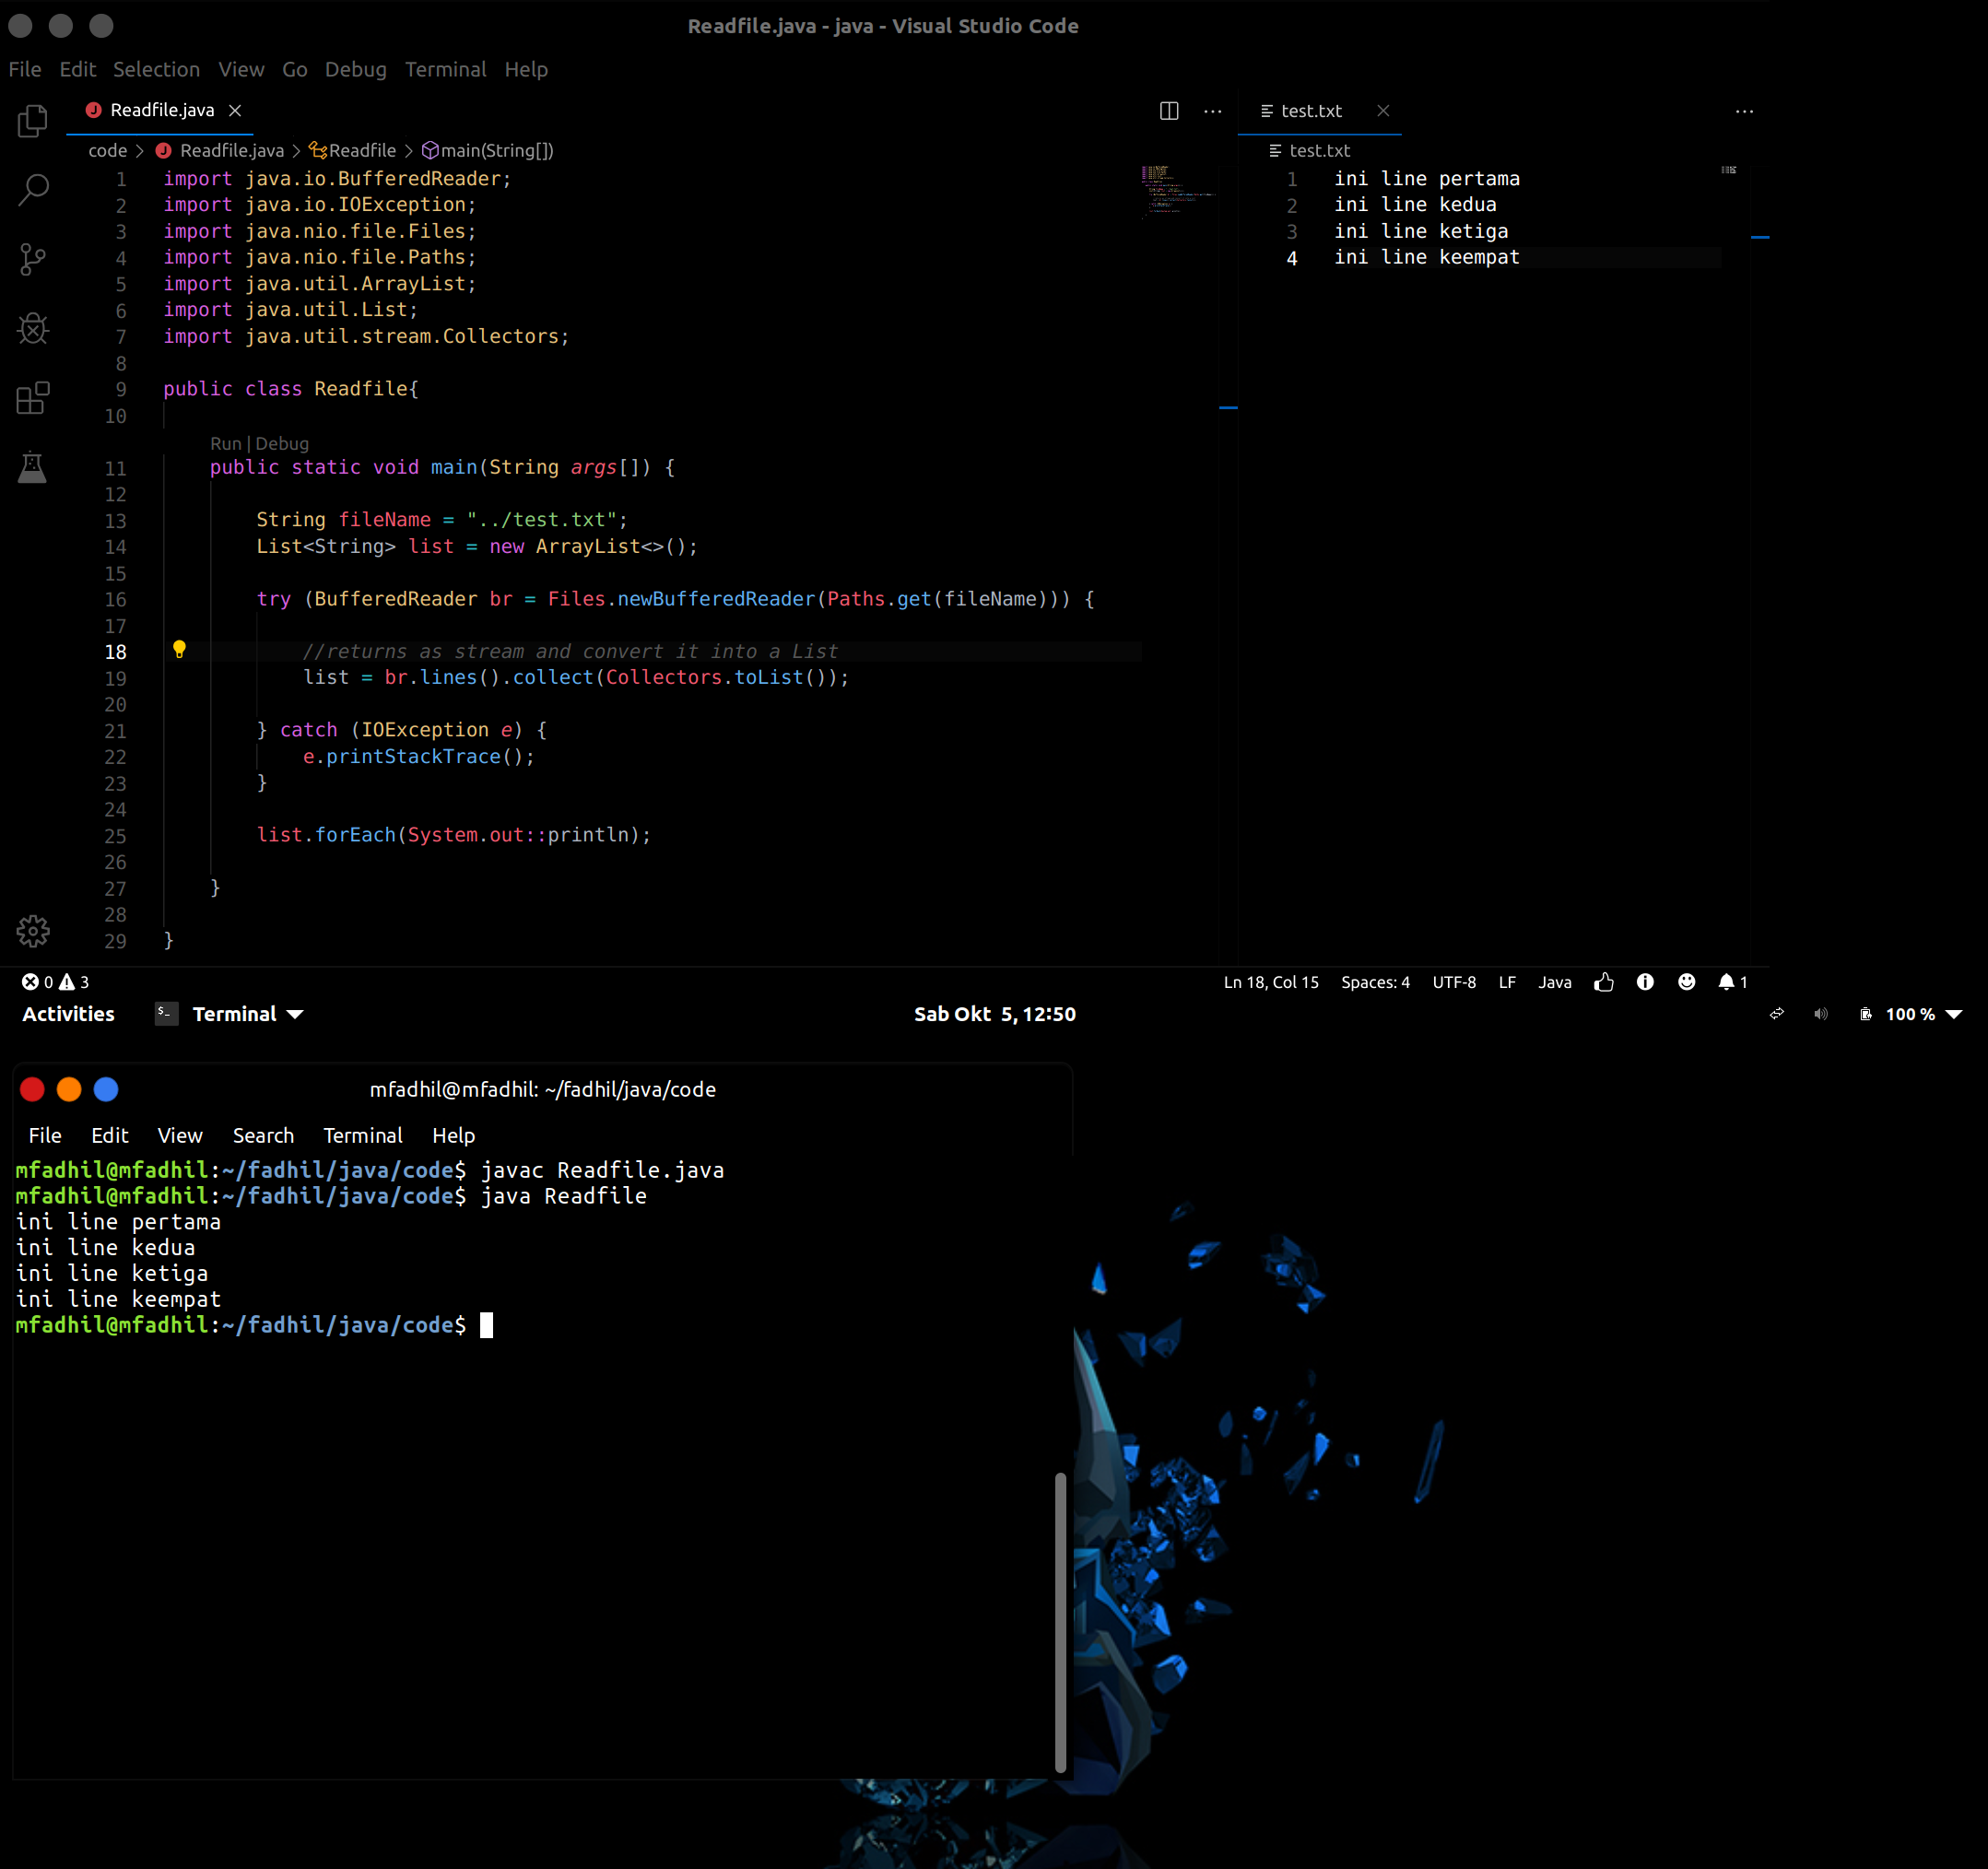 Readfile.java - java - Visual Studio Code
File Edit Selection View Go Debug Terminal Help
Readfile.java
code > Readfile.java > Readfile > main(String[])
1 import java.io.BufferedReader;
2 import java.io.IOException;
3 import java.nio.file.Files;
4 import java.nio.file.Paths;
5 import java.util.ArrayList;
6 import java.util.List;
7 import java.util.stream.Collectors;
8
9 public class Readfile{
10
Run | Debug
11 public static void main(String args[]) {
12
13 String fileName = "../test.txt";
14 List<String> list = new ArrayList<>();
15
16 try (BufferedReader br = Files.newBufferedReader(Paths.get(fileName))) {
17
18 //returns as stream and convert it into a List
19 list = br.lines().collect(Collectors.toList());
20
21 } catch (IOException e) {
22 e.printStackTrace();
23 }
24
25 list.forEach(System.out::println);
26
27 }
28
29 }
test.txt
test.txt
1 ini line pertama
2 ini line kedua
3 ini line ketiga
4 ini line keempat
0 3
Ln 18, Col 15 Spaces: 4 UTF-8 LF Java 1
Activities Terminal Sab Okt 5, 12:50 100 %
mfadhil@mfadhil: ~/fadhil/java/code
File Edit View Search Terminal Help
mfadhil@mfadhil:~/fadhil/java/code$ javac Readfile.java
mfadhil@mfadhil:~/fadhil/java/code$ java Readfile
ini line pertama
ini line kedua
ini line ketiga
ini line keempat
mfadhil@mfadhil:~/fadhil/java/code$